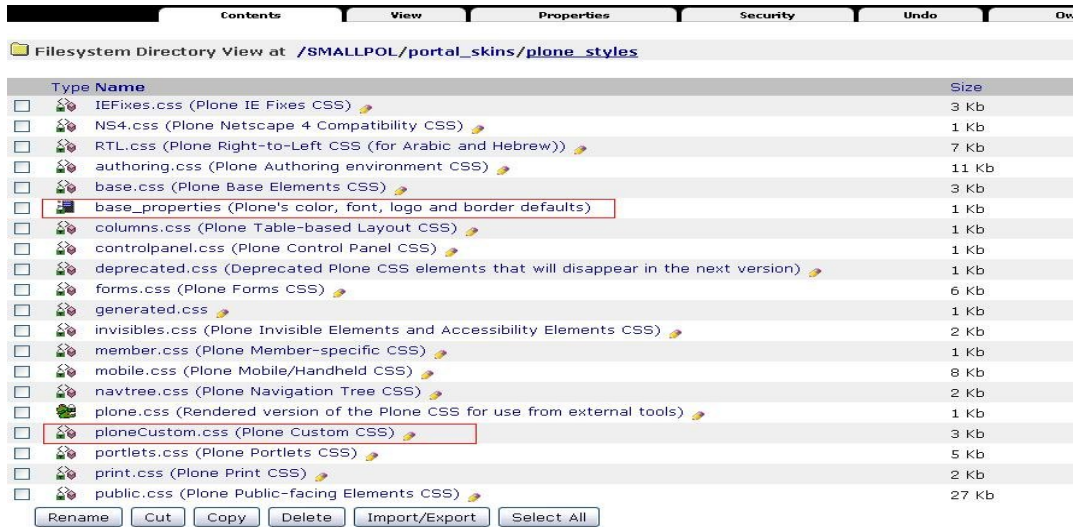 Contents View Properties Security Undo Ow
Filesystem Directory View at /SMALLPOL/portal_skins/plone_styles
Type Name Size
IEFixes.css (Plone IE Fixes CSS) 3 Kb
NS4.css (Plone Netscape 4 Compatibility CSS) 1 Kb
RTL.css (Plone Right-to-Left CSS (for Arabic and Hebrew)) 7 Kb
authoring.css (Plone Authoring environment CSS) 11 Kb
base.css (Plone Base Elements CSS) 3 Kb
base_properties (Plone's color, font, logo and border defaults) 1 Kb
columns.css (Plone Table-based Layout CSS) 1 Kb
controlpanel.css (Plone Control Panel CSS) 1 Kb
deprecated.css (Deprecated Plone CSS elements that will disappear in the next version) 1 Kb
forms.css (Plone Forms CSS) 6 Kb
generated.css 1 Kb
invisibles.css (Plone Invisible Elements and Accessibility Elements CSS) 2 Kb
member.css (Plone Member-specific CSS) 1 Kb
mobile.css (Plone Mobile/Handheld CSS) 8 Kb
navtree.css (Plone Navigation Tree CSS) 2 Kb
plone.css (Rendered version of the Plone CSS for use from external tools) 1 Kb
ploneCustom.css (Plone Custom CSS) 3 Kb
portlets.css (Plone Portlets CSS) 5 Kb
print.css (Plone Print CSS) 2 Kb
public.css (Plone Public-facing Elements CSS) 27 Kb
Rename Cut Copy Delete Import/Export Select All